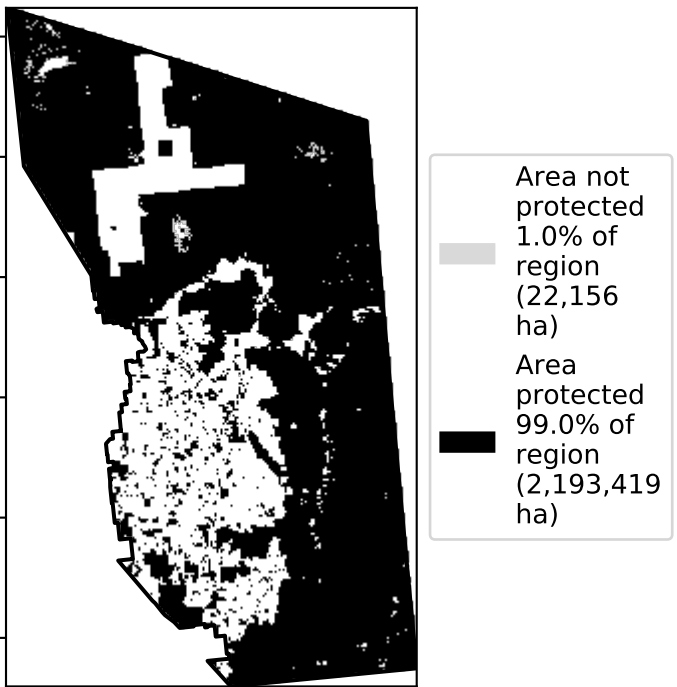 Area not
protected
1.0% of
region
(22,156
ha)
Area
protected
99.0% of
region
(2,193,419
ha)